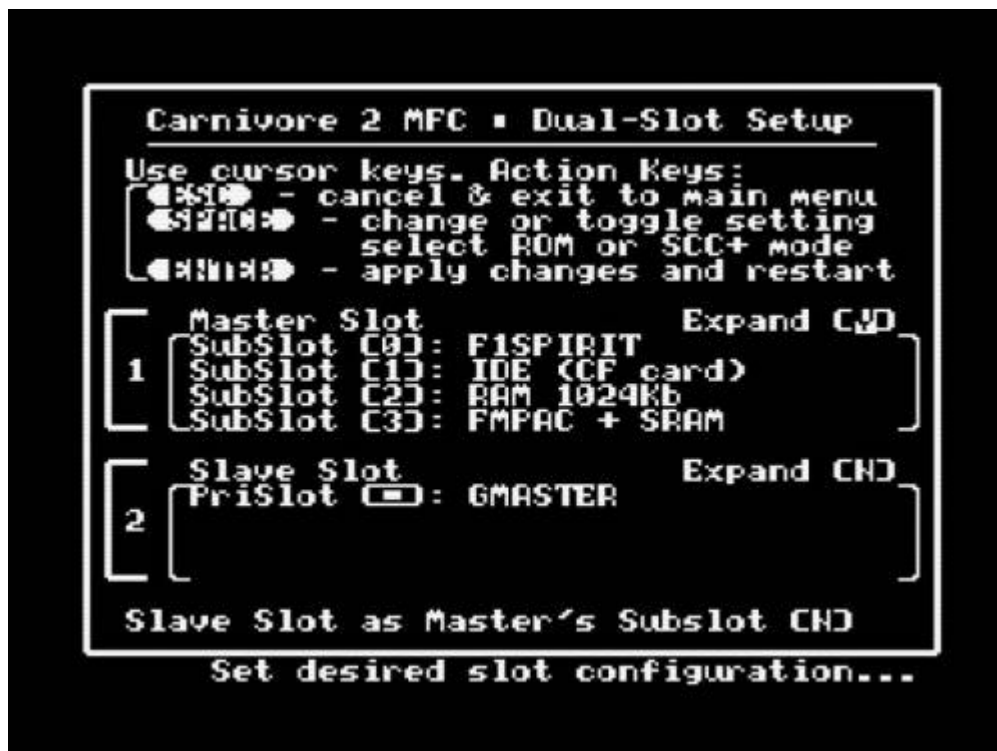 Carnivore 2 MFC ▪ Dual-Slot Setup
Use cursor keys. Action Keys:
ESC - cancel & exit to main menu
SPACE - change or toggle setting
select ROM or SCC+ mode
ENTER - apply changes and restart
Master Slot Expand [Y]
SubSlot [0]: F1SPIRIT
1 SubSlot [1]: IDE (CF card)
SubSlot [2]: RAM 1024Kb
SubSlot [3]: FMPAC + SRAM
Slave Slot Expand [N]
PriSlot [▪]: GMASTER
2
Slave Slot as Master's Subslot [N]
Set desired slot configuration...